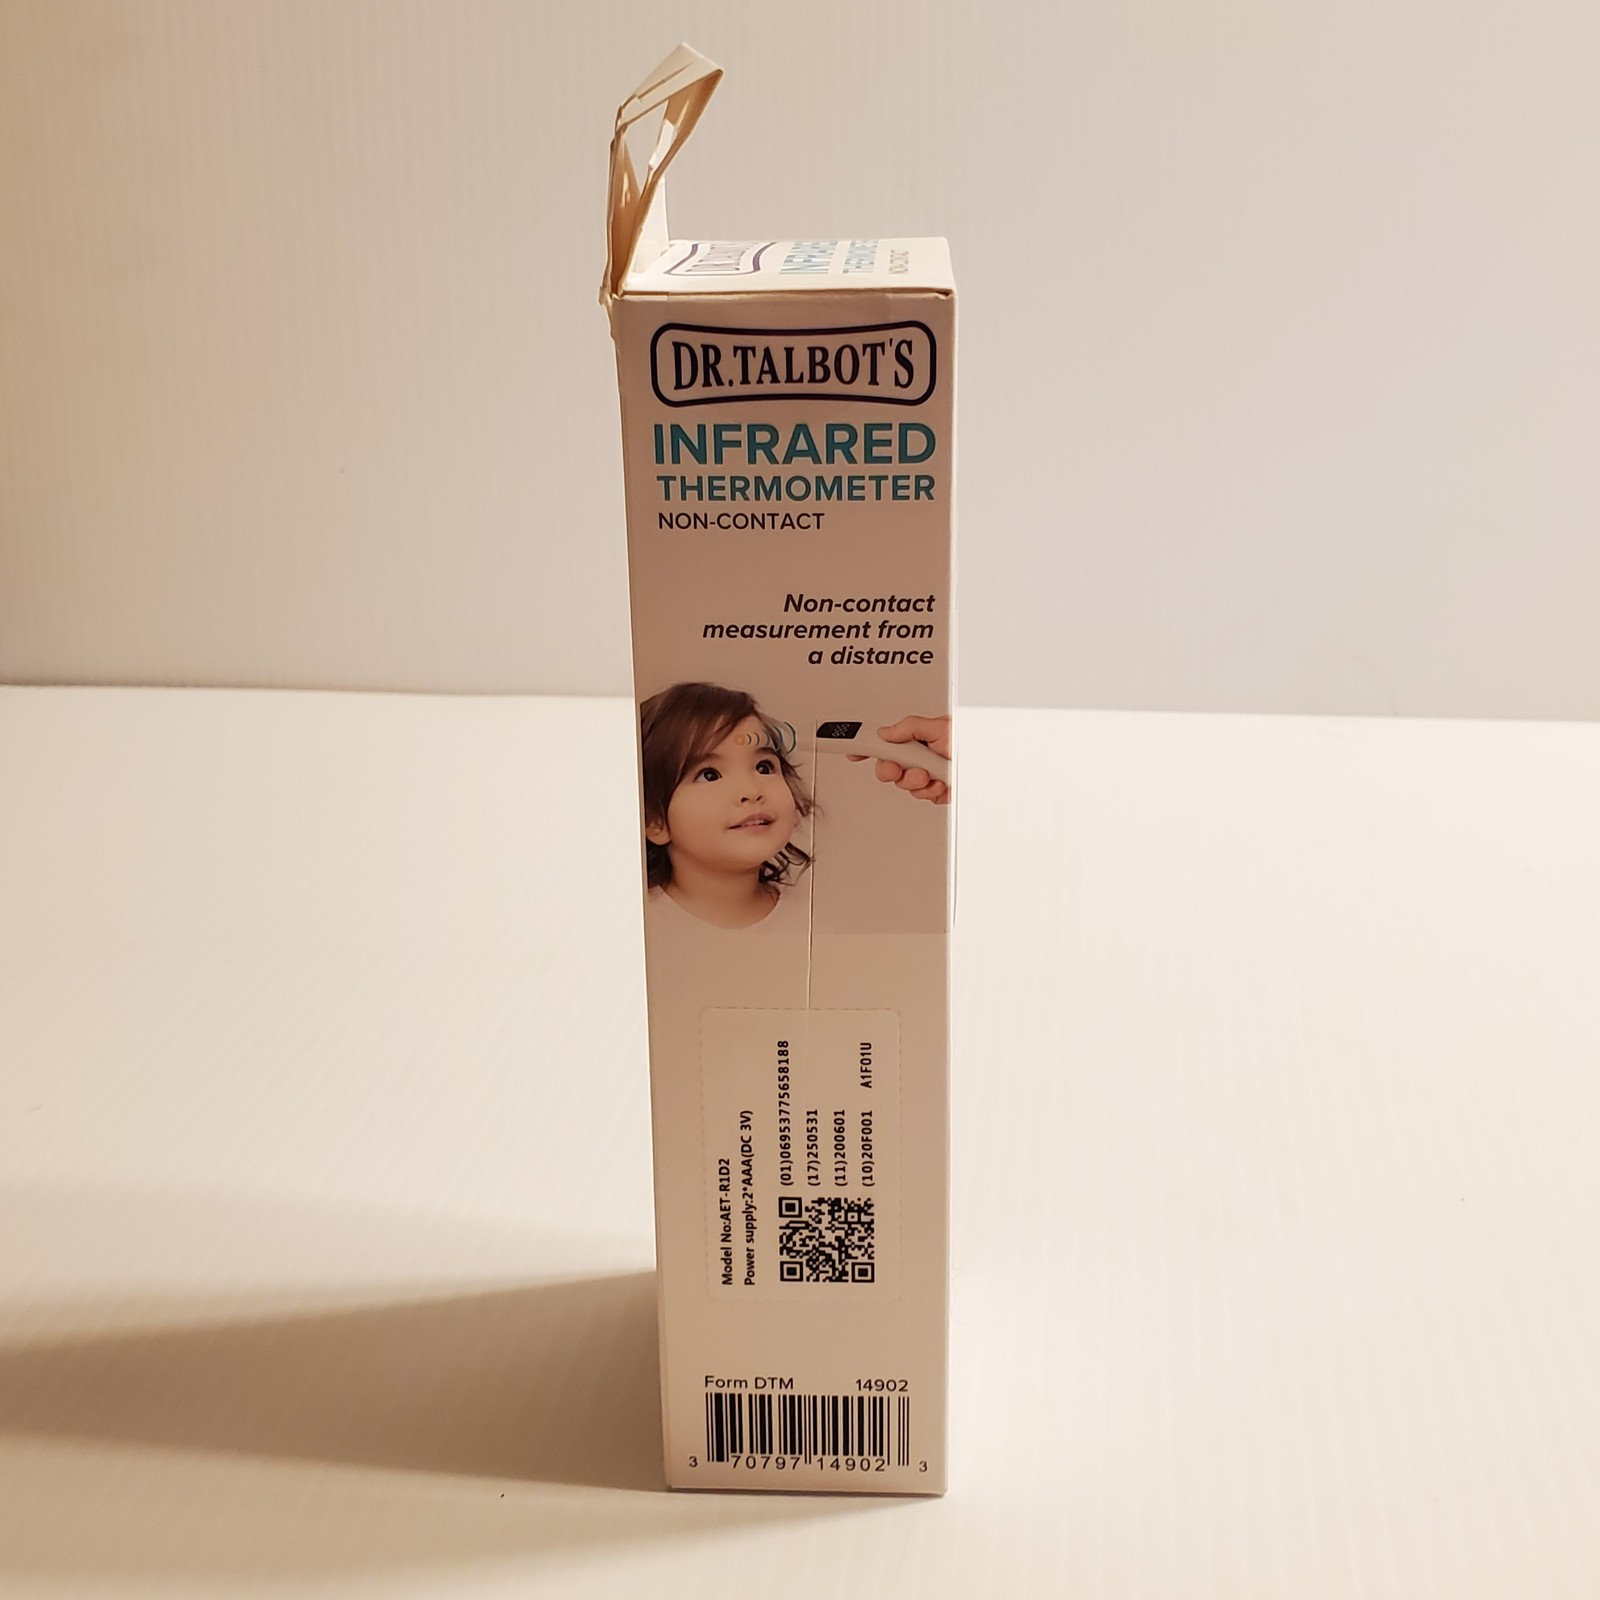 DR.TALBOT'S
INFRARED
THERMOMETER
NON-CONTACT
Non-contact
measurement from
a distance
Model No:AET-R1D2
Power supply:2*AAA(DC 3V)
(01)06953775658188
(17)250531
(11)200601
(10)20F001 A1F01U
Form DTM 14902
3 70797 14902 3